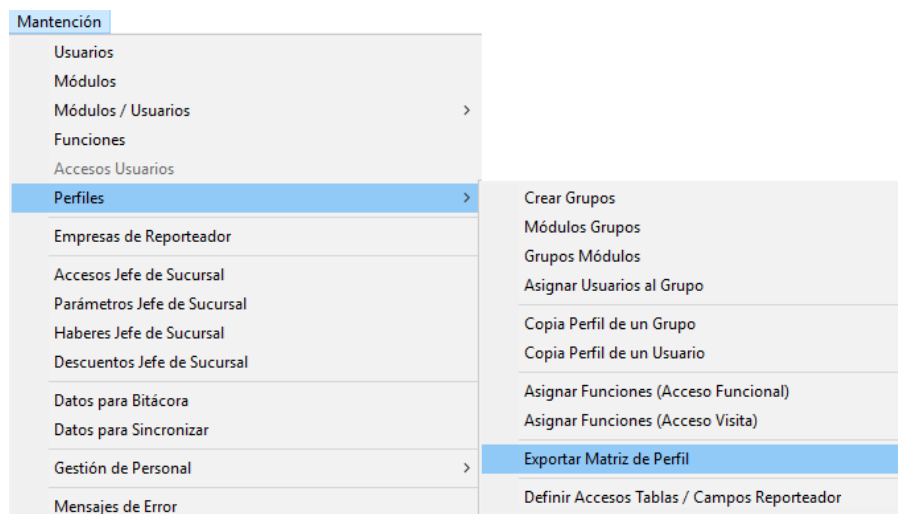 Mantención
Usuarios
Módulos
Módulos / Usuarios
Funciones
Accesos Usuarios
Perfiles
Empresas de Reporteador
Accesos Jefe de Sucursal
Parámetros Jefe de Sucursal
Haberes Jefe de Sucursal
Descuentos Jefe de Sucursal
Datos para Bitácora
Datos para Sincronizar
Gestión de Personal
Mensajes de Error
Crear Grupos
Módulos Grupos
Grupos Módulos
Asignar Usuarios al Grupo
Copia Perfil de un Grupo
Copia Perfil de un Usuario
Asignar Funciones (Acceso Funcional)
Asignar Funciones (Acceso Visita)
Exportar Matriz de Perfil
Definir Accesos Tablas / Campos Reporteador